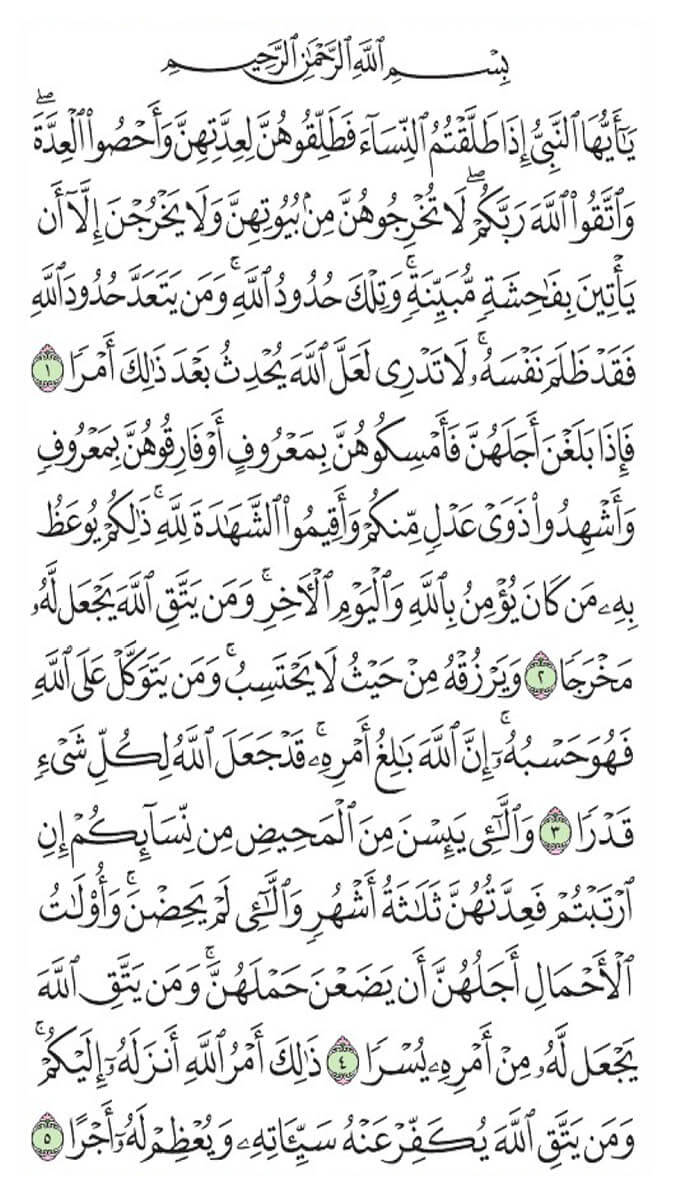 بِسْمِ ٱللَّهِ ٱلرَّحْمَٰنِ ٱلرَّحِيمِ
يَٰٓأَيُّهَا ٱلنَّبِىُّ إِذَا طَلَّقْتُمُ ٱلنِّسَآءَ فَطَلِّقُوهُنَّ لِعِدَّتِهِنَّ وَأَحْصُوا۟ ٱلْعِدَّةَ ۖ
وَٱتَّقُوا۟ ٱللَّهَ رَبَّكُمْ ۖ لَا تُخْرِجُوهُنَّ مِنۢ بُيُوتِهِنَّ وَلَا يَخْرُجْنَ إِلَّآ أَن
يَأْتِينَ بِفَٰحِشَةٍ مُّبَيِّنَةٍ ۚ وَتِلْكَ حُدُودُ ٱللَّهِ ۚ وَمَن يَتَعَدَّ حُدُودَ ٱللَّهِ
فَقَدْ ظَلَمَ نَفْسَهُۥ ۚ لَا تَدْرِى لَعَلَّ ٱللَّهَ يُحْدِثُ بَعْدَ ذَٰلِكَ أَمْرًا ١
فَإِذَا بَلَغْنَ أَجَلَهُنَّ فَأَمْسِكُوهُنَّ بِمَعْرُوفٍ أَوْ فَارِقُوهُنَّ بِمَعْرُوفٍ
وَأَشْهِدُوا۟ ذَوَىْ عَدْلٍ مِّنكُمْ وَأَقِيمُوا۟ ٱلشَّهَٰدَةَ لِلَّهِ ۚ ذَٰلِكُمْ يُوعَظُ
بِهِۦ مَن كَانَ يُؤْمِنُ بِٱللَّهِ وَٱلْيَوْمِ ٱلْءَاخِرِ ۚ وَمَن يَتَّقِ ٱللَّهَ يَجْعَل لَّهُۥ
مَخْرَجًا ٢ وَيَرْزُقْهُ مِنْ حَيْثُ لَا يَحْتَسِبُ ۚ وَمَن يَتَوَكَّلْ عَلَى ٱللَّهِ
فَهُوَ حَسْبُهُۥٓ ۚ إِنَّ ٱللَّهَ بَٰلِغُ أَمْرِهِۦ ۚ قَدْ جَعَلَ ٱللَّهُ لِكُلِّ شَىْءٍ
قَدْرًا ٣ وَٱلَّٰٓـِٔى يَئِسْنَ مِنَ ٱلْمَحِيضِ مِن نِّسَآئِكُمْ إِنِ
ٱرْتَبْتُمْ فَعِدَّتُهُنَّ ثَلَٰثَةُ أَشْهُرٍ وَٱلَّٰٓـِٔى لَمْ يَحِضْنَ ۚ وَأُو۟لَٰتُ
ٱلْأَحْمَالِ أَجَلُهُنَّ أَن يَضَعْنَ حَمْلَهُنَّ ۚ وَمَن يَتَّقِ ٱللَّهَ
يَجْعَل لَّهُۥ مِنْ أَمْرِهِۦ يُسْرًا ٤ ذَٰلِكَ أَمْرُ ٱللَّهِ أَنزَلَهُۥٓ إِلَيْكُمْ ۚ
وَمَن يَتَّقِ ٱللَّهَ يُكَفِّرْ عَنْهُ سَيِّـَٔاتِهِۦ وَيُعْظِمْ لَهُۥٓ أَجْرًا ٥